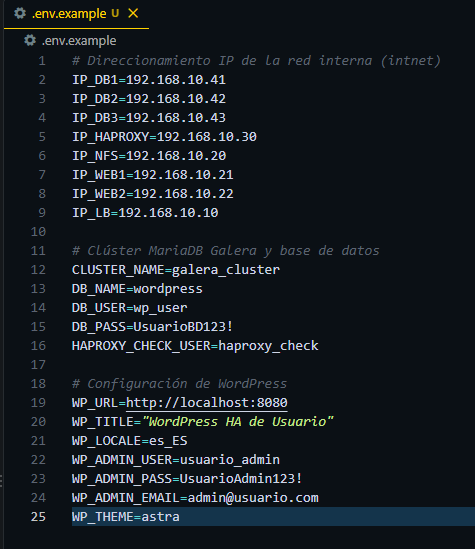 .env.example U
.env.example
1 # Direccionamiento IP de la red interna (intnet)
2 IP_DB1=192.168.10.41
3 IP_DB2=192.168.10.42
4 IP_DB3=192.168.10.43
5 IP_HAPROXY=192.168.10.30
6 IP_NFS=192.168.10.20
7 IP_WEB1=192.168.10.21
8 IP_WEB2=192.168.10.22
9 IP_LB=192.168.10.10
10
11 # Clúster MariaDB Galera y base de datos
12 CLUSTER_NAME=galera_cluster
13 DB_NAME=wordpress
14 DB_USER=wp_user
15 DB_PASS=UsuarioBD123!
16 HAPROXY_CHECK_USER=haproxy_check
17
18 # Configuración de WordPress
19 WP_URL=http://localhost:8080
20 WP_TITLE="WordPress HA de Usuario"
21 WP_LOCALE=es_ES
22 WP_ADMIN_USER=usuario_admin
23 WP_ADMIN_PASS=UsuarioAdmin123!
24 WP_ADMIN_EMAIL=admin@usuario.com
25 WP_THEME=astra